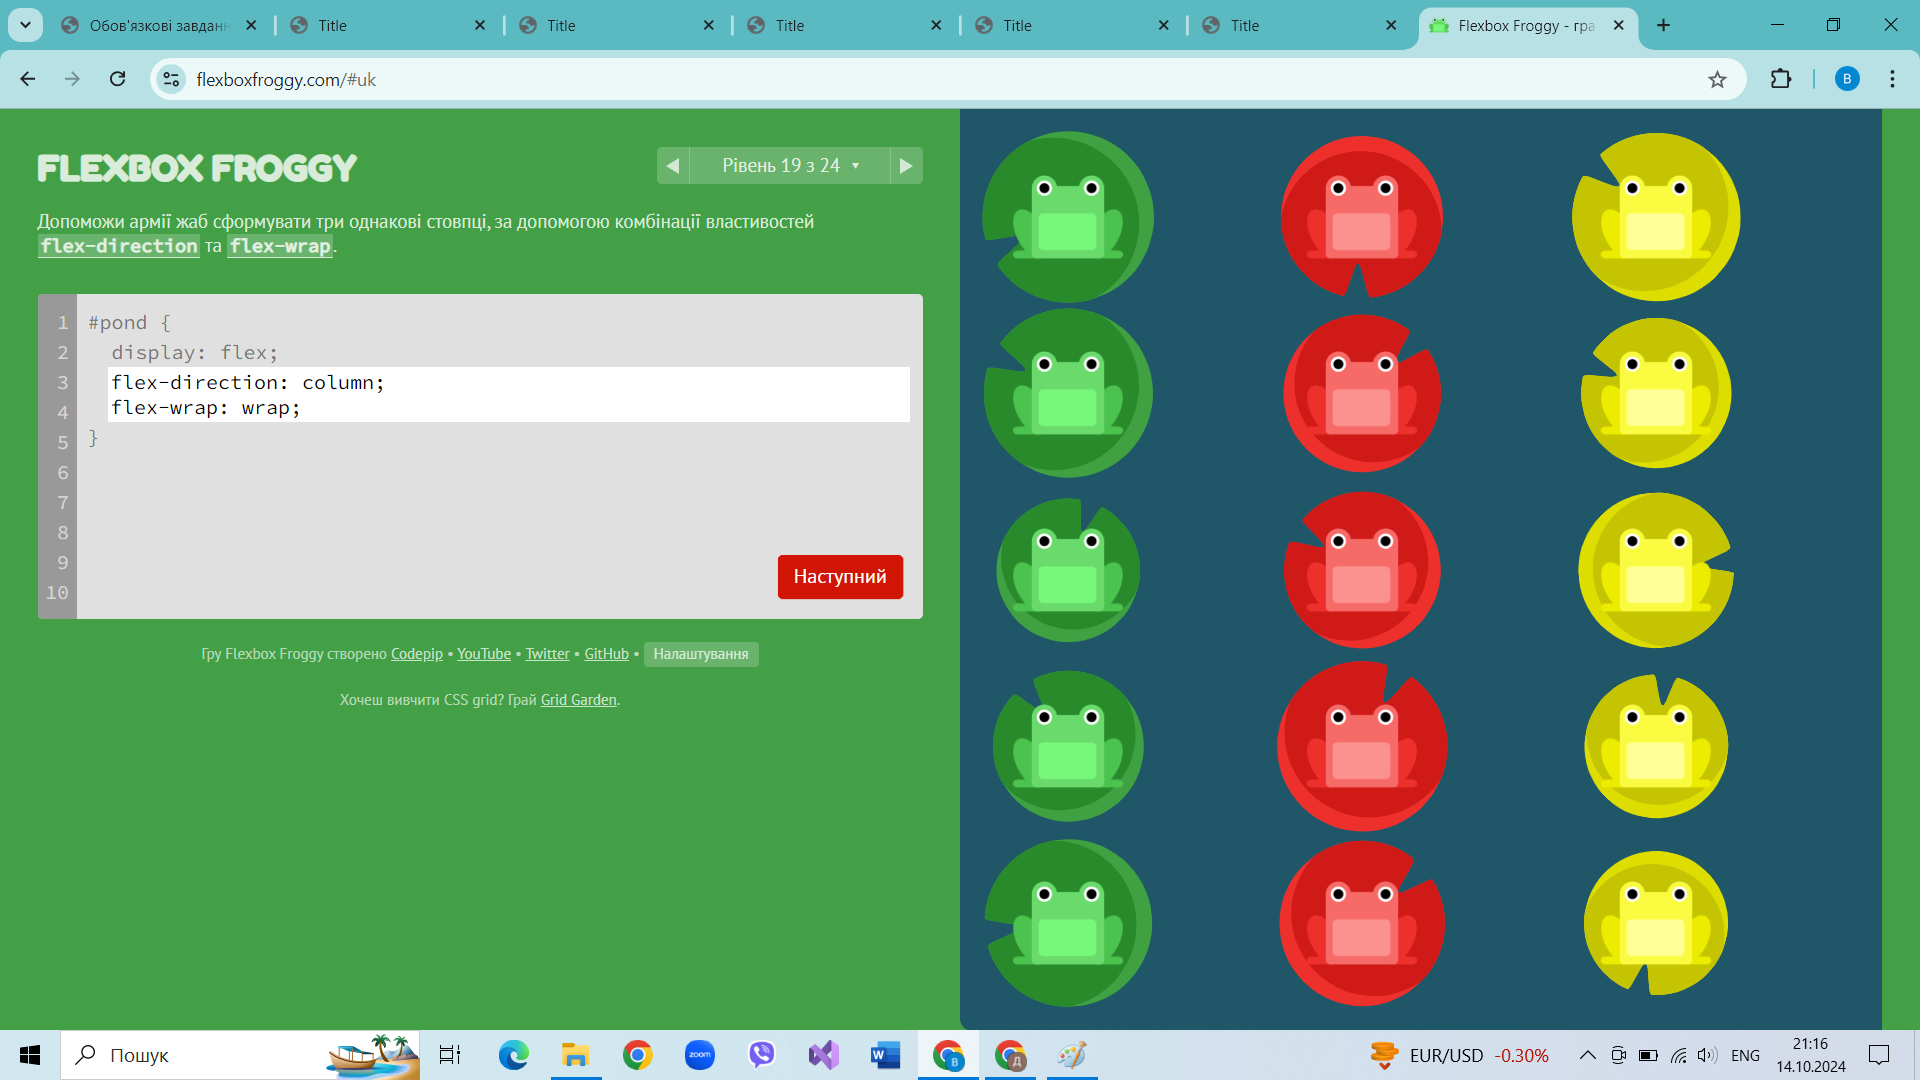 Обов'язкові завданн
Title
Title
Title
Title
Title
Flexbox Froggy - гра
flexboxfroggy.com/#uk
B
FLEXBOX FROGGY
Рівень 19 з 24
Допоможи армії жаб сформувати три однакові стовпці, за допомогою комбінації властивостей
flex-direction та flex-wrap.
1 #pond {
2 display: flex;
3 flex-direction: column;
4 flex-wrap: wrap;
5 }
6
7
8
9
10
Наступний
Гру Flexbox Froggy створено Codepip • YouTube • Twitter • GitHub • Налаштування
Хочеш вивчити CSS grid? Грай Grid Garden.
Пошук
zoom
W
B
Д
EUR/USD -0.30%
ENG
21:16
14.10.2024